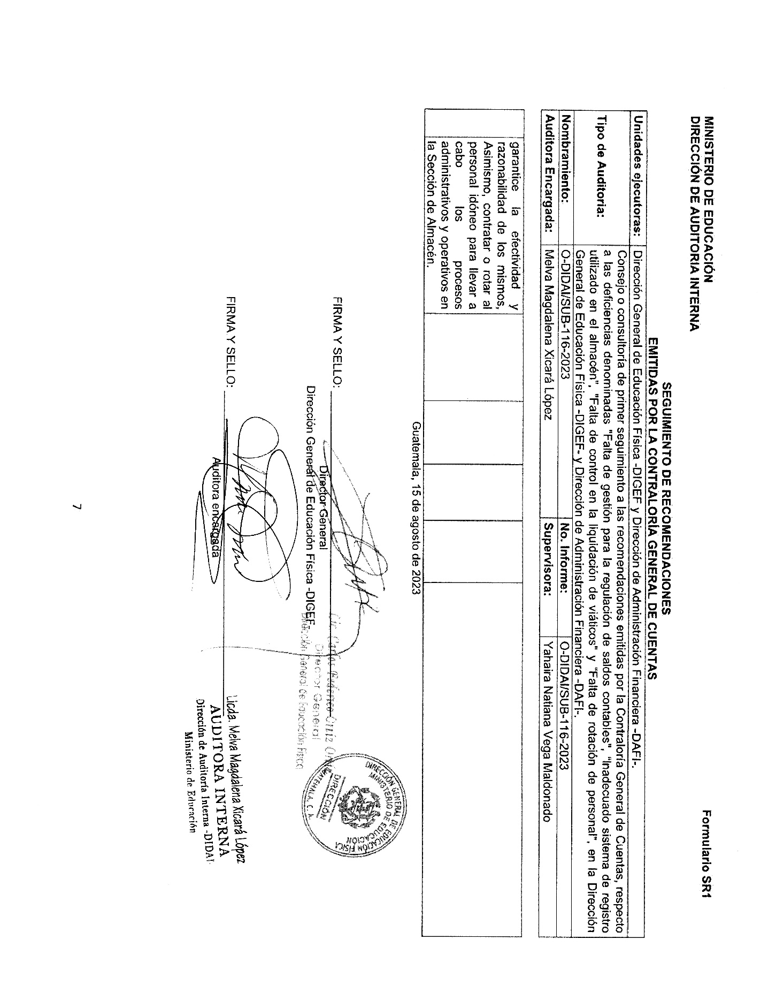 MINISTERIO DE EDUCACIÓN
DIRECCIÓN DE AUDITORIA INTERNA
Formulario SR1
SEGUIMIENTO DE RECOMENDACIONES
EMITIDAS POR LA CONTRALORÍA GENERAL DE CUENTAS
Unidades ejecutoras: Dirección General de Educación Física -DIGEF y Dirección de Administración Financiera -DAFI-.
Tipo de Auditoria: Consejo o consultoría de primer seguimiento a las recomendaciones emitidas por la Contraloría General de Cuentas, respecto
a las deficiencias denominadas "Falta de gestión para la regulación de saldos contables", "Inadecuado sistema de registro
utilizado en el almacén", "Falta de control en la liquidación de viáticos" y "Falta de rotación de personal", en la Dirección
General de Educación Física -DIGEF- y Dirección de Administración Financiera -DAFI-.
Nombramiento: O-DIDAI/SUB-116-2023 No. Informe: O-DIDAI/SUB-116-2023
Auditora Encargada: Melva Magdalena Xicará López Supervisora: Yahaira Natiana Vega Maldonado
garantice la efectividad y
razonabilidad de los mismos,
Asimismo, contratar o rotar al
personal idóneo para llevar a
cabo los procesos
administrativos y operativos en
la Sección de Almacén.
Guatemala, 15 de agosto de 2023
FIRMA Y SELLO:
Director General
Dirección General de Educación Física -DIGEF-
Director General
Dirección General de Educación Física
DIRECCIÓN GENERAL DE EDUCACIÓN FÍSICA
MINISTERIO DE EDUCACIÓN
DIRECCIÓN
GUATEMALA, C. A.
FIRMA Y SELLO:
Auditora encargada
Licda. Melva Magdalena Xicará López
AUDITORA INTERNA
Dirección de Auditoría Interna -DIDAI-
Ministerio de Educación
7